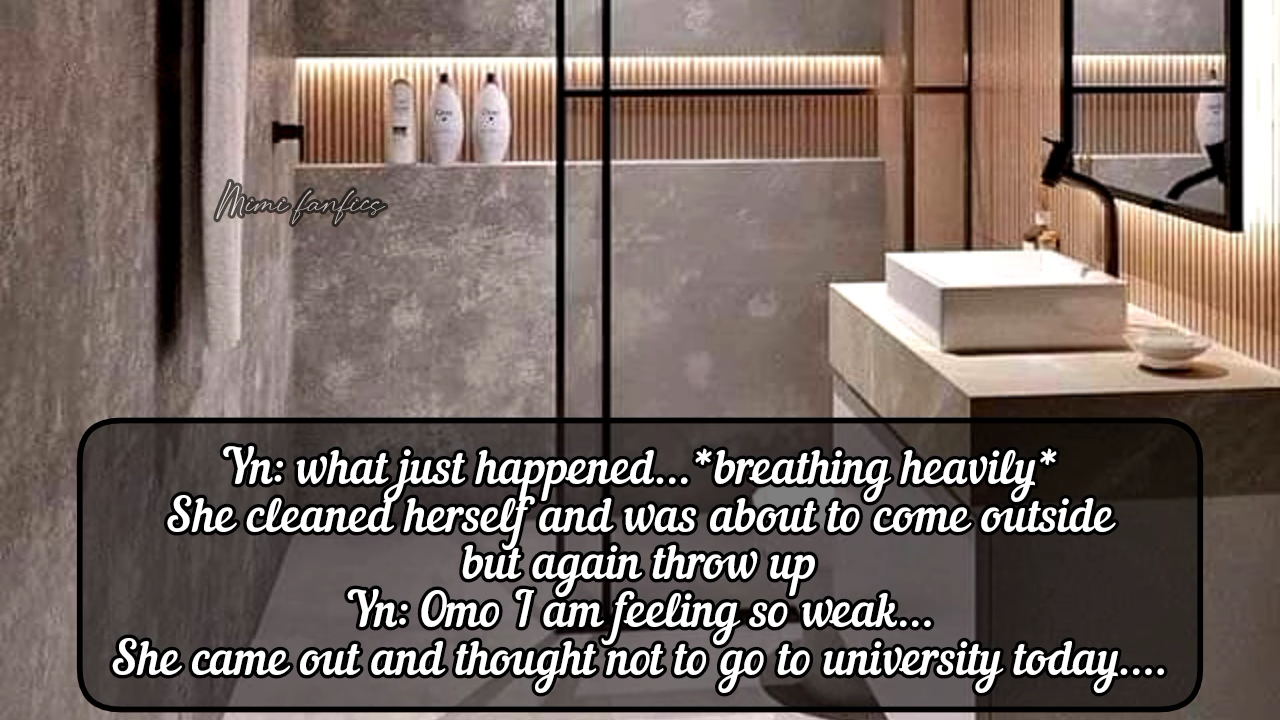 Mimi fanfics
Yn: what just happened...*breathing heavily*
She cleaned herself and was about to come outside
but again throw up
Yn: Omo I am feeling so weak...
She came out and thought not to go to university today....